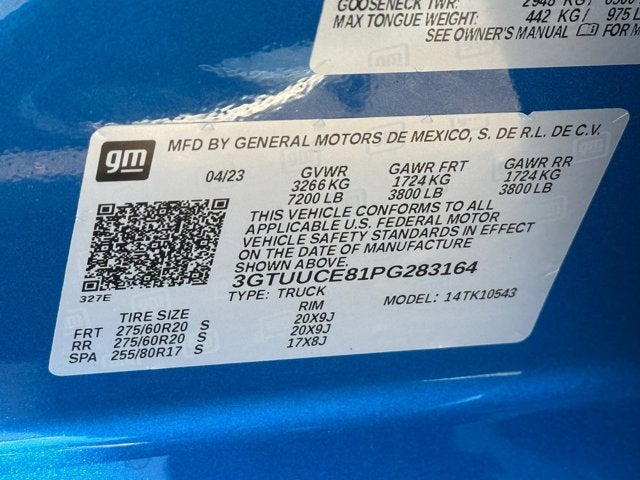 GOOSENECK TWR: 2948 KG/
MAX TONGUE WEIGHT: 442 KG / 975 L
SEE OWNER'S MANUAL FOR M
gm
MFD BY GENERAL MOTORS DE MEXICO, S. DE R.L. DE C.V.
04/23 GVWR GAWR FRT GAWR RR
3266 KG 1724 KG 1724 KG
7200 LB 3800 LB 3800 LB
THIS VEHICLE CONFORMS TO ALL
APPLICABLE U.S. FEDERAL MOTOR
VEHICLE SAFETY STANDARDS IN EFFECT
ON THE DATE OF MANUFACTURE
SHOWN ABOVE.
327E
3GTUUCE81PG283164
TYPE: TRUCK MODEL: 14TK10543
TIRE SIZE RIM
FRT 275/60R20 S 20X9J
RR 275/60R20 S 20X9J
SPA 255/80R17 S 17X8J